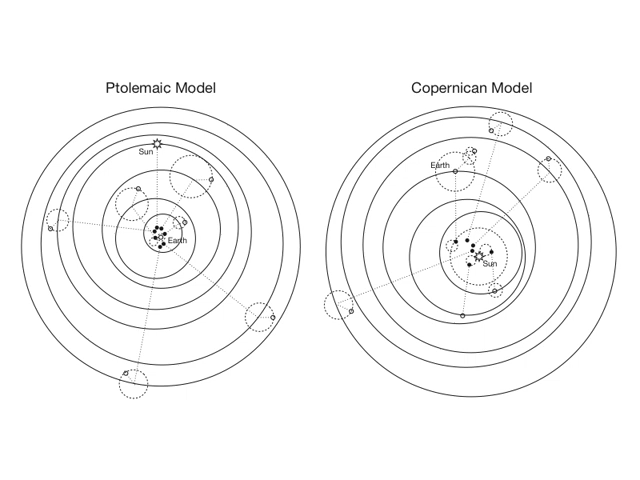 Ptolemaic Model
Copernican Model
Sun
Earth
Earth
Sun